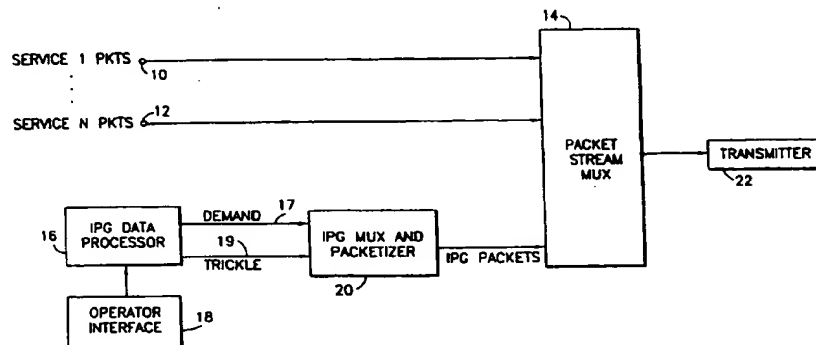 14
SERVICE 1 PKTS
10
12
SERVICE N PKTS
PACKET
STREAM
MUX
TRANSMITTER
22
DEMAND
17
16
IPG DATA
PROCESSOR
19
TRICKLE
IPG MUX AND
PACKETIZER
20
IPG PACKETS
OPERATOR
INTERFACE
18